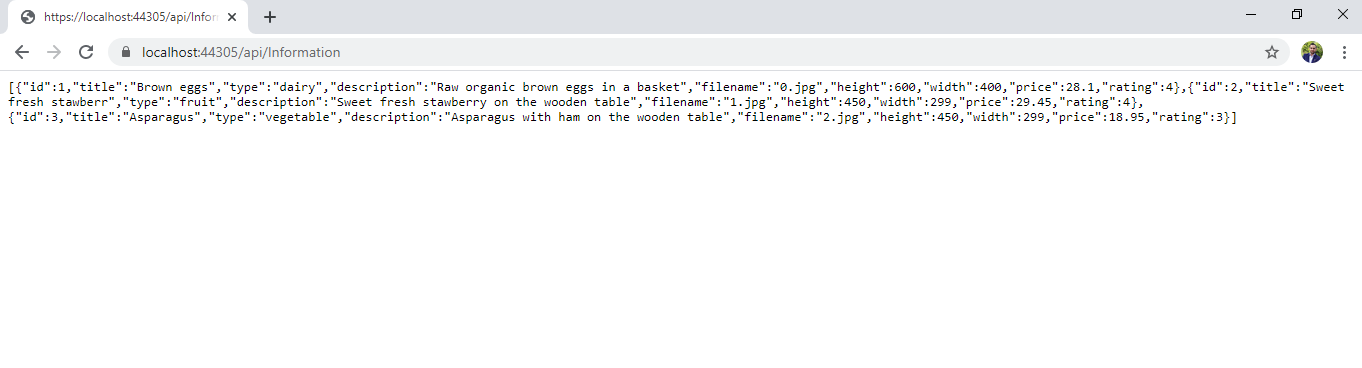 https://localhost:44305/api/Infor
localhost:44305/api/Information
[{"id":1,"title":"Brown eggs","type":"dairy","description":"Raw organic brown eggs in a basket","filename":"0.jpg","height":600,"width":400,"price":28.1,"rating":4},{"id":2,"title":"Sweet
fresh stawberr","type":"fruit","description":"Sweet fresh stawberry on the wooden table","filename":"1.jpg","height":450,"width":299,"price":29.45,"rating":4},
{"id":3,"title":"Asparagus","type":"vegetable","description":"Asparagus with ham on the wooden table","filename":"2.jpg","height":450,"width":299,"price":18.95,"rating":3}]